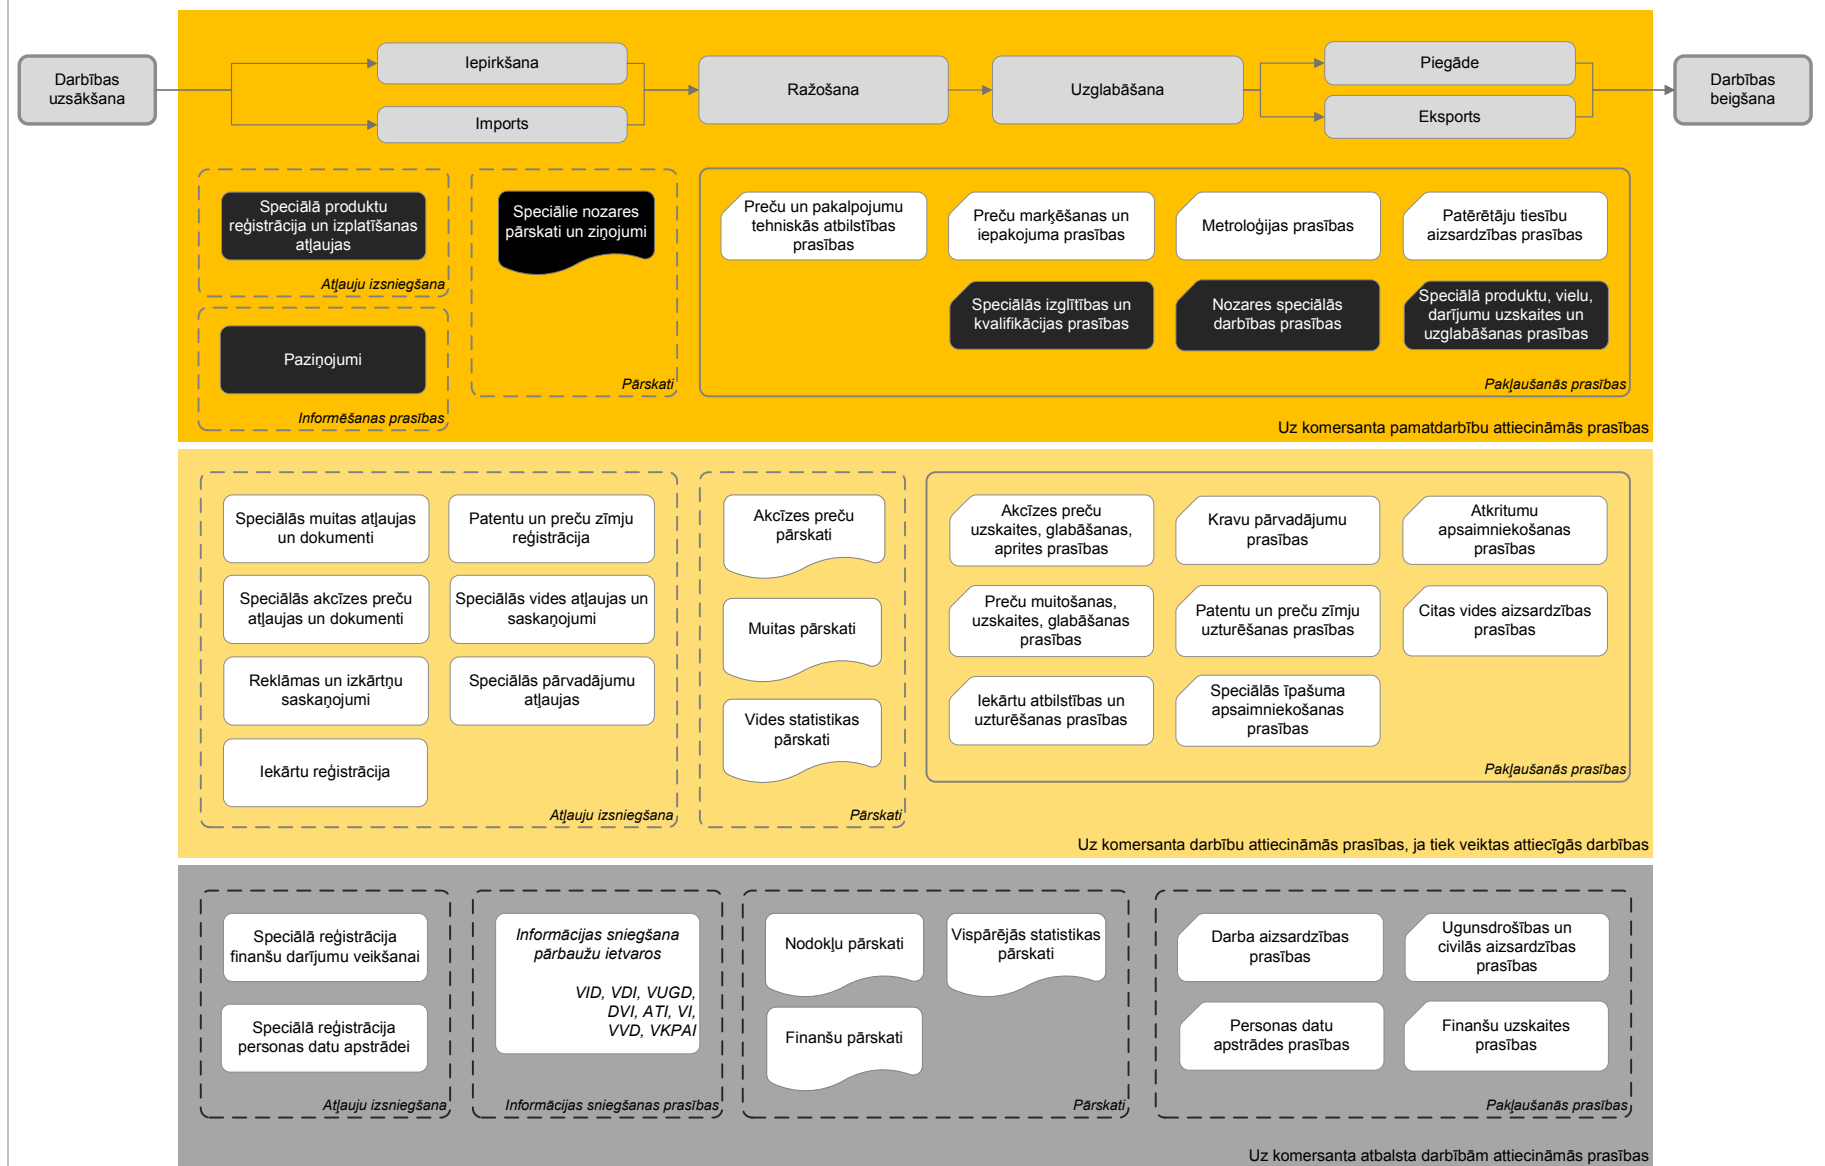 Darbības
uzsākšana
Iepirkšana
Imports
Ražošana
Uzglabāšana
Piegāde
Eksports
Darbības
beigšana
Speciālā produktu
reģistrācija un izplatīšanas
atļaujas
Atļauju izsniegšana
Paziņojumi
Informēšanas prasības
Speciālie nozares
pārskati un ziņojumi
Pārskati
Preču un pakalpojumu
tehniskās atbilstības
prasības
Preču marķēšanas un
iepakojuma prasības
Metroloģijas prasības
Patērētāju tiesību
aizsardzības prasības
Speciālās izglītības un
kvalifikācijas prasības
Nozares speciālās
darbības prasības
Speciālā produktu, vielu,
darījumu uzskaites un
uzglabāšanas prasības
Pakļaušanās prasības
Uz komersanta pamatdarbību attiecināmās prasības
Speciālās muitas atļaujas
un dokumenti
Patentu un preču zīmju
reģistrācija
Speciālās akcīzes preču
atļaujas un dokumenti
Speciālās vides atļaujas un
saskaņojumi
Reklāmas un izkārtņu
saskaņojumi
Speciālās pārvadājumu
atļaujas
Iekārtu reģistrācija
Atļauju izsniegšana
Akcīzes preču
pārskati
Muitas pārskati
Vides statistikas
pārskati
Pārskati
Akcīzes preču
uzskaites, glabāšanas,
aprites prasības
Kravu pārvadājumu
prasības
Atkritumu
apsaimniekošanas
prasības
Preču muitošanas,
uzskaites, glabāšanas
prasības
Patentu un preču zīmju
uzturēšanas prasības
Citas vides aizsardzības
prasības
Iekārtu atbilstības un
uzturēšanas prasības
Speciālās īpašuma
apsaimniekošanas
prasības
Pakļaušanās prasības
Uz komersanta darbību attiecināmās prasības, ja tiek veiktas attiecīgās darbības
Speciālā reģistrācija
finanšu darījumu veikšanai
Speciālā reģistrācija
personas datu apstrādei
Atļauju izsniegšana
Informācijas sniegšana
pārbaužu ietvaros
VID, VDI, VUGD,
DVI, ATI, VI,
VVD, VKPAI
Informācijas sniegšanas prasības
Nodokļu pārskati
Vispārējās statistikas
pārskati
Finanšu pārskati
Pārskati
Darba aizsardzības
prasības
Ugunsdrošības un
civilās aizsardzības
prasības
Personas datu
apstrādes prasības
Finanšu uzskaites
prasības
Pakļaušanās prasības
Uz komersanta atbalsta darbībām attiecināmās prasības